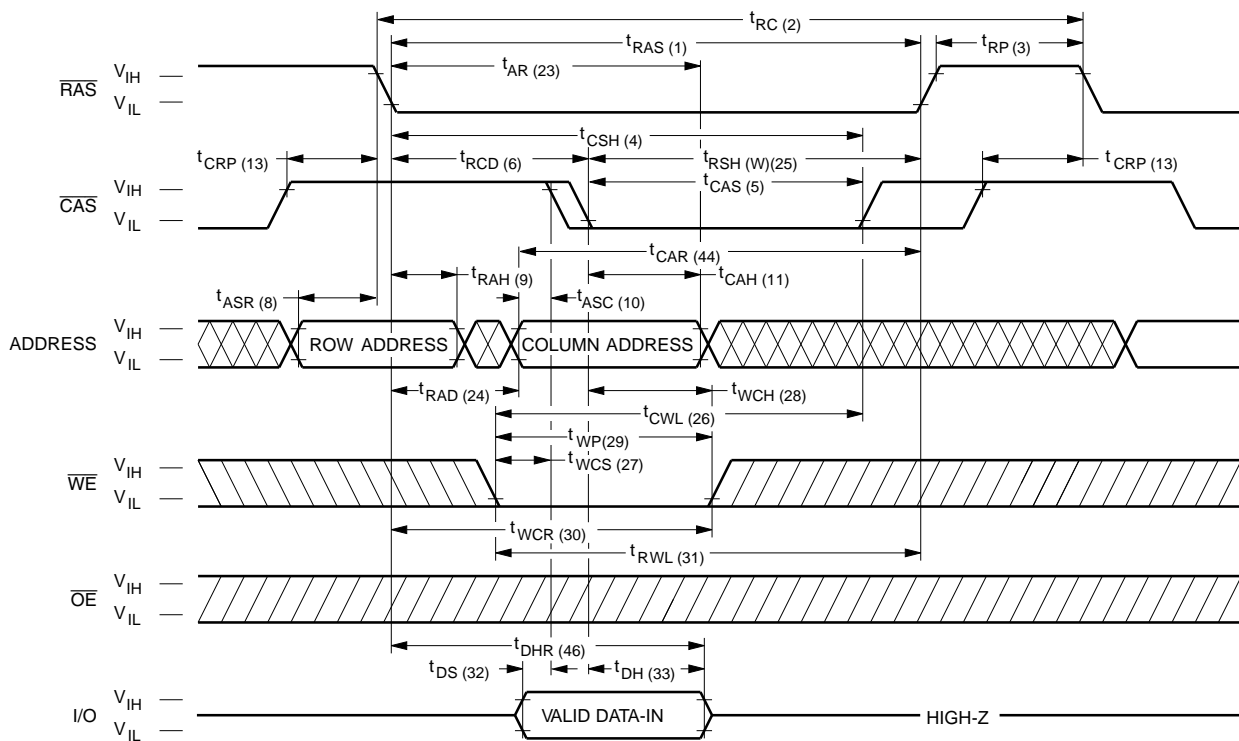 tRC (2)
tRAS (1)
tRP (3)
tAR (23)
RAS
VIH
VIL
tCSH (4)
tCRP (13)
tRCD (6)
tRSH (W)(25)
tCRP (13)
CAS
VIH
VIL
tCAS (5)
tCAR (44)
tRAH (9)
tCAH (11)
tASR (8)
tASC (10)
ADDRESS
VIH
VIL
ROW ADDRESS
COLUMN ADDRESS
tRAD (24)
tWCH (28)
tCWL (26)
tWP(29)
WE
VIH
VIL
tWCS (27)
tWCR (30)
tRWL (31)
OE
VIH
VIL
tDHR (46)
tDS (32)
tDH (33)
I/O
VIH
VIL
VALID DATA-IN
HIGH-Z